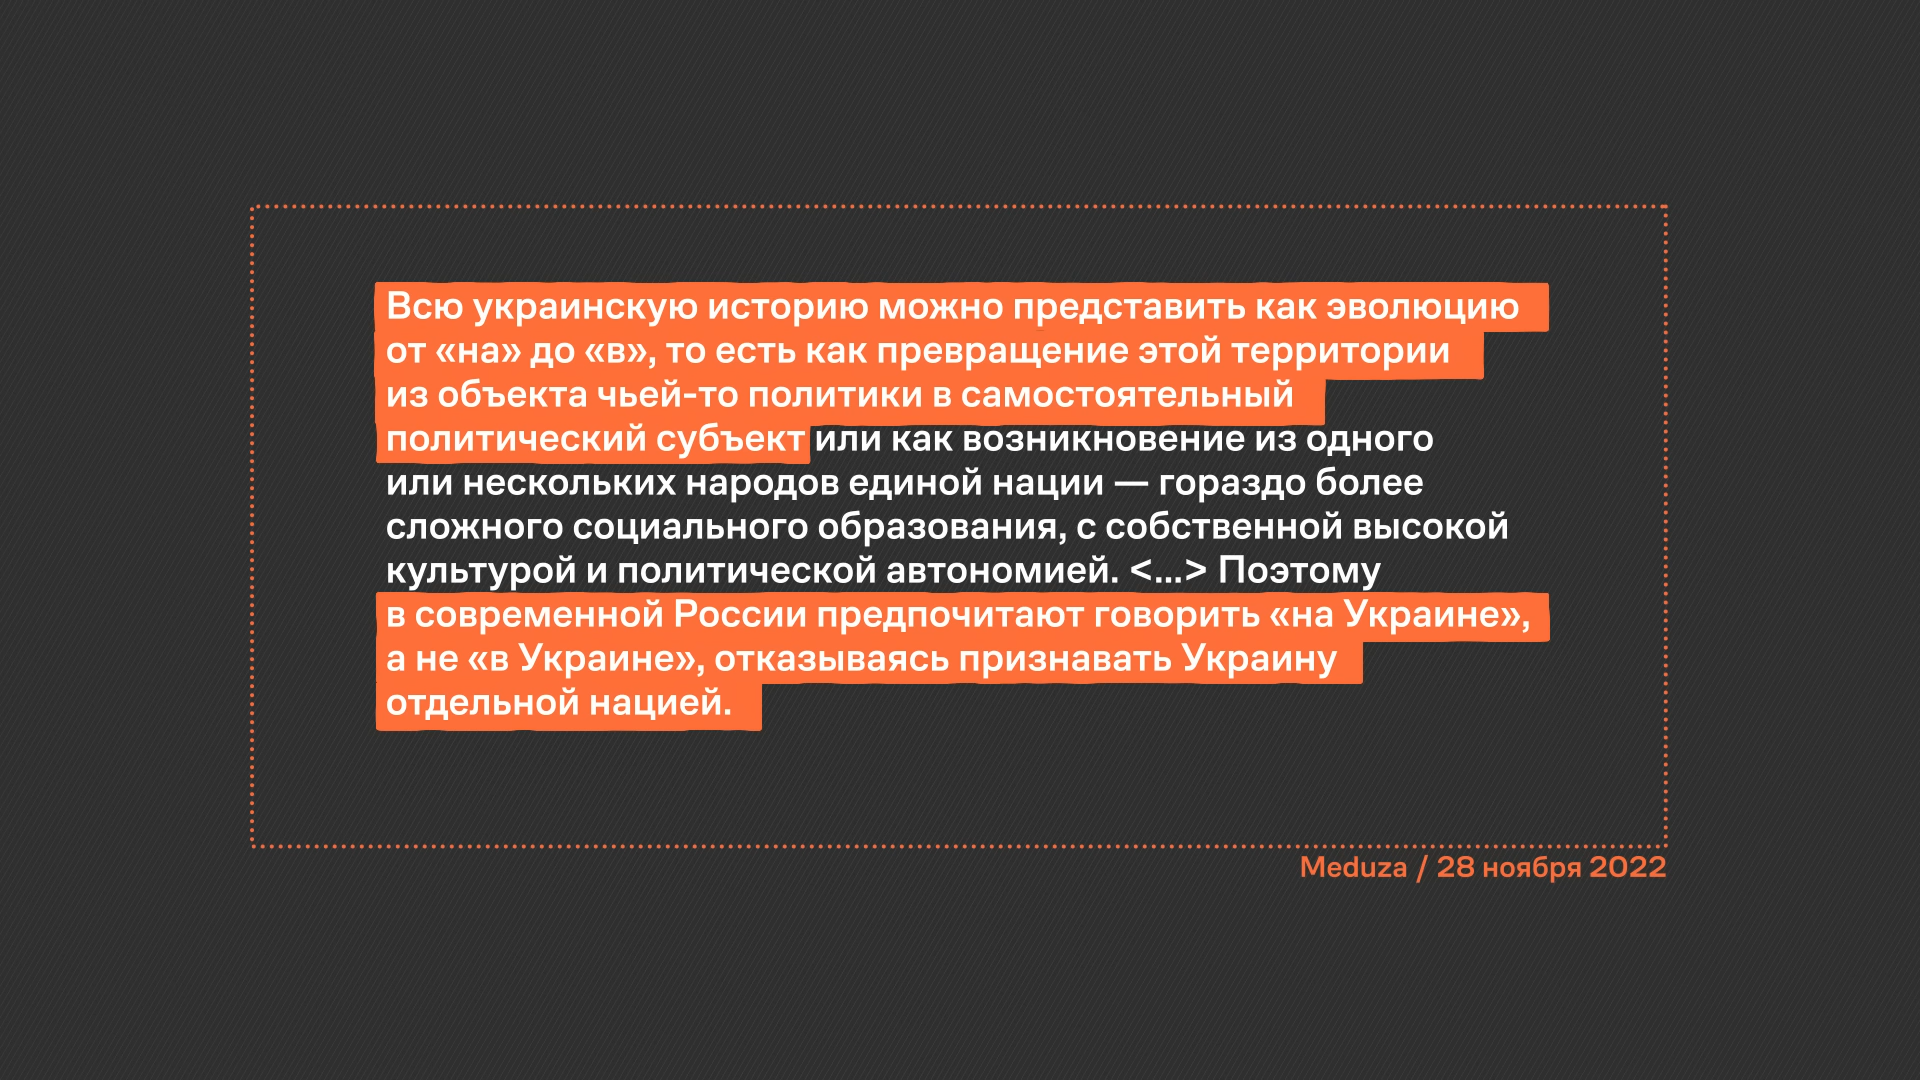 Всю украинскую историю можно представить как эволюцию
от «на» до «в», то есть как превращение этой территории
из объекта чьей-то политики в самостоятельный
политический субъект или как возникновение из одного
или нескольких народов единой нации — гораздо более
сложного социального образования, с собственной высокой
культурой и политической автономией. <...> Поэтому
в современной России предпочитают говорить «на Украине»,
а не «в Украине», отказываясь признавать Украину
отдельной нацией.
Meduza / 28 ноября 2022